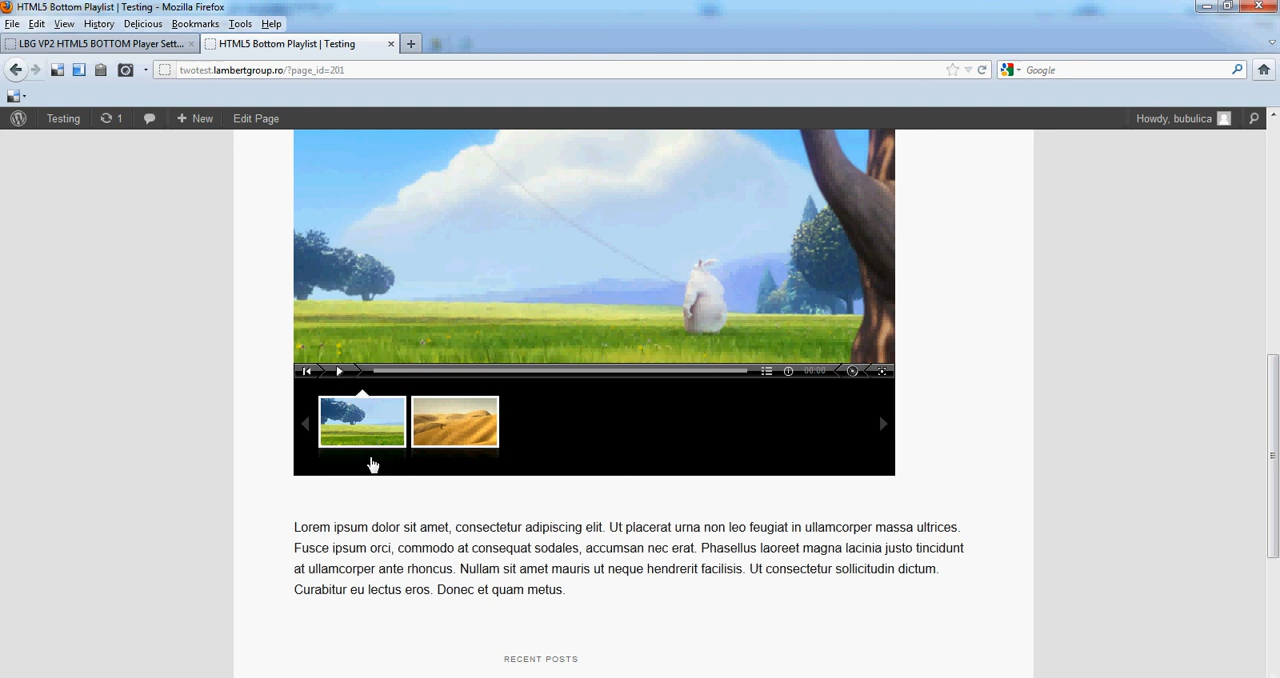 HTML5 Bottom Playlist | Testing - Mozilla Firefox
File Edit View History Delicious Bookmarks Tools Help
LBG VP2 HTML5 BOTTOM Player Sett... HTML5 Bottom Playlist | Testing
twotest.lambertgroup.ro/?page_id=201 Google
Testing 1 New Edit Page Howdy, bubulica
00:00
Lorem ipsum dolor sit amet, consectetur adipiscing elit. Ut placerat urna non leo feugiat in ullamcorper massa ultrices.
Fusce ipsum orci, commodo at consequat sodales, accumsan nec erat. Phasellus laoreet magna lacinia justo tincidunt
at ullamcorper ante rhoncus. Nullam sit amet mauris ut neque hendrerit facilisis. Ut consectetur sollicitudin dictum.
Curabitur eu lectus eros. Donec et quam metus.
RECENT POSTS